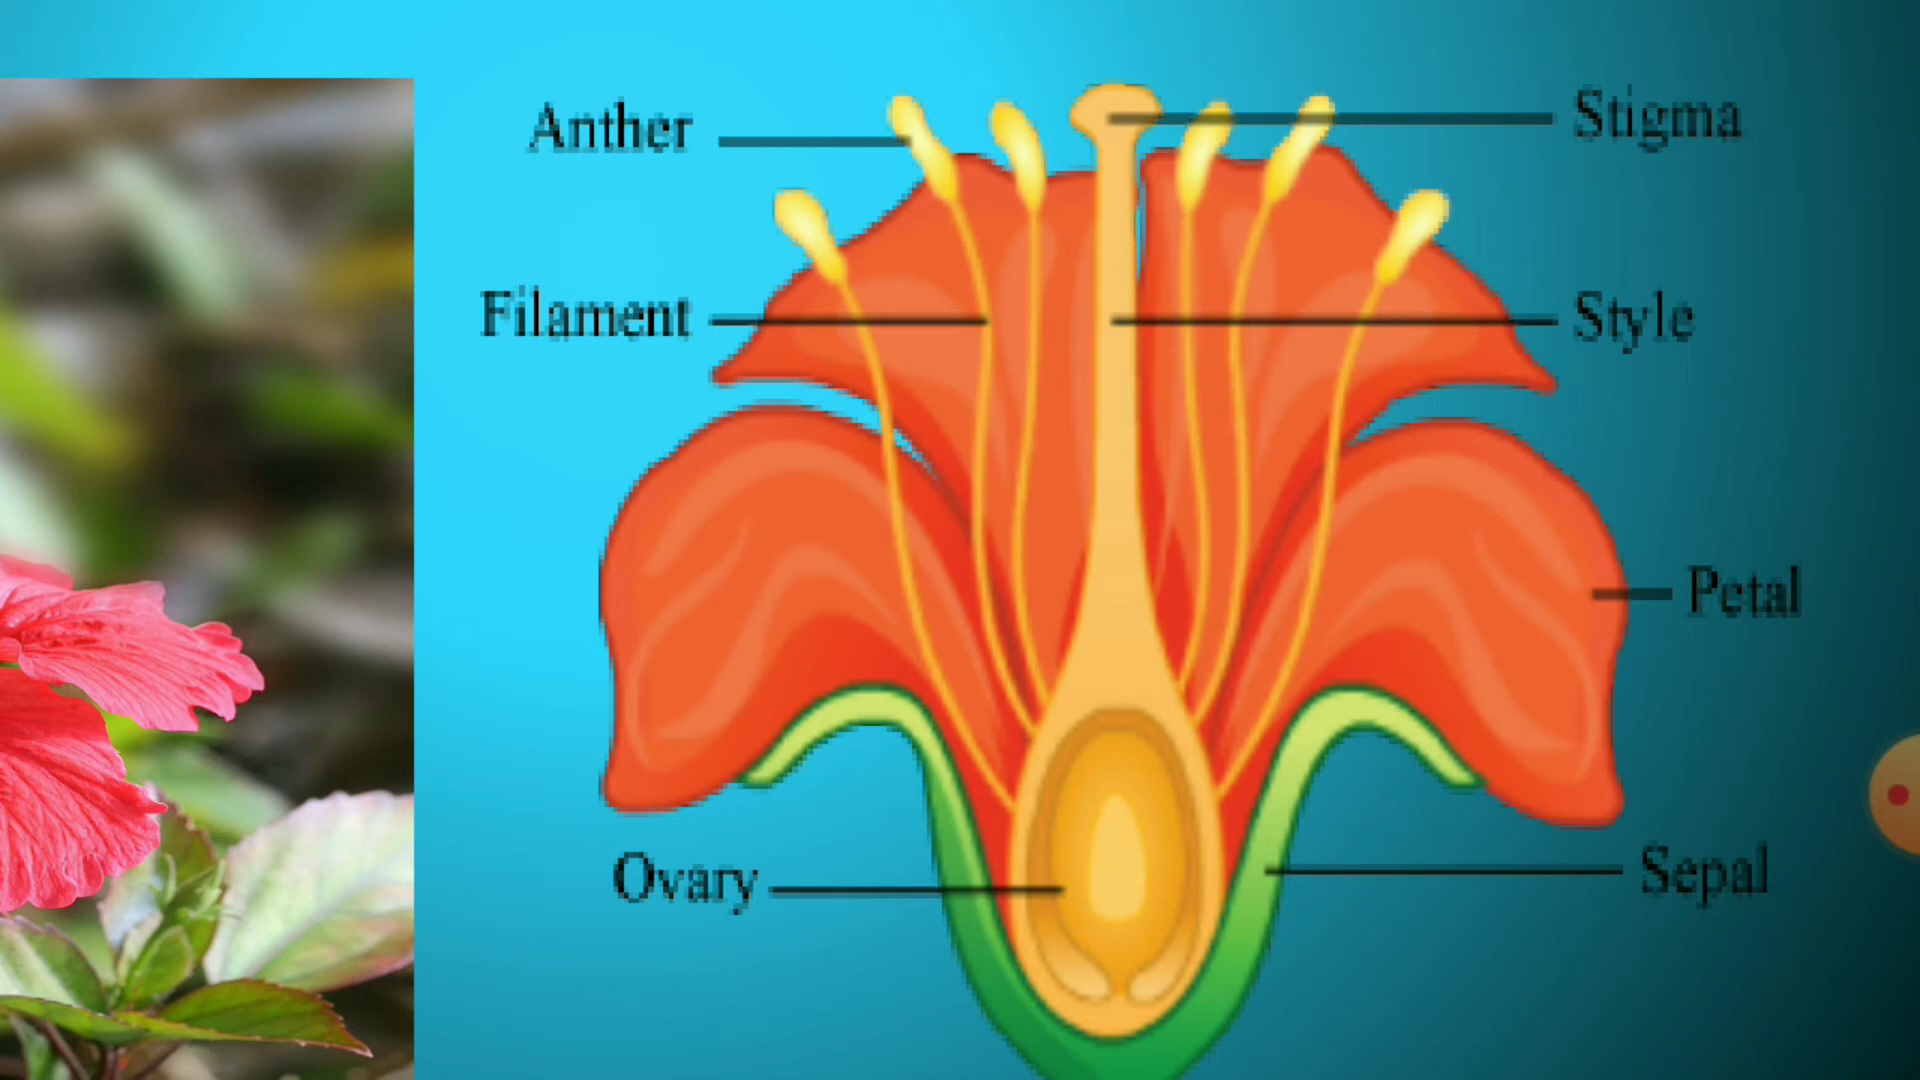 Anther
Stigma
Filament
Style
Petal
Ovary
Sepal